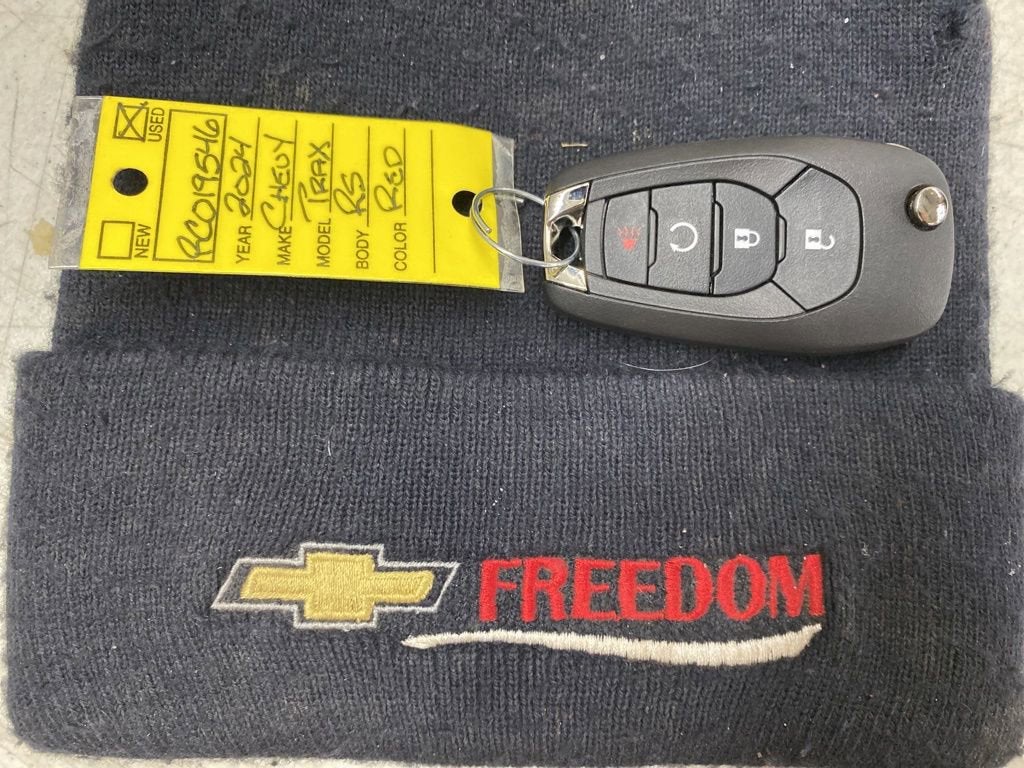 USED
NEW
RC019546
YEAR 2024
MAKE CHEVY
MODEL TRAX
BODY RS
COLOR RED
FREEDOM